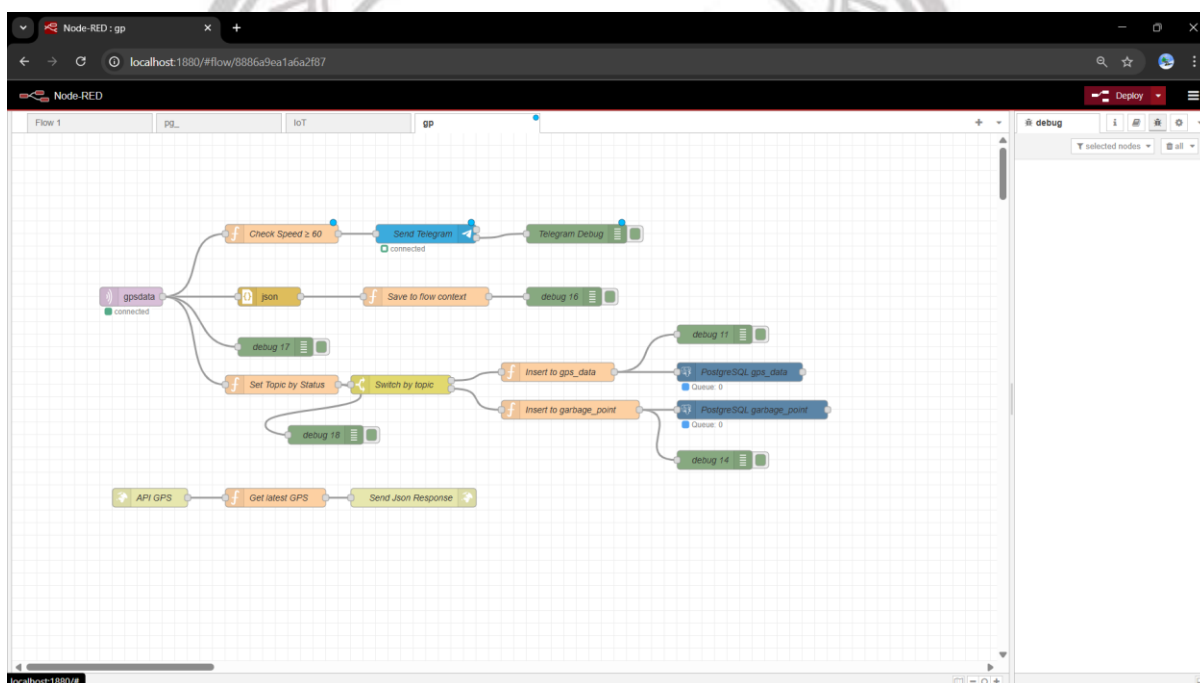 Node-RED : gp
localhost:1880/#flow/8886a9ea1a6a2f87
Node-RED
Deploy
Flow 1
pg_
IoT
gp
debug
i
selected nodes
all
Check Speed ≥ 60
Send Telegram
Telegram Debug
connected
gpsdata
connected
json
Save to flow context
debug 16
debug 17
debug 11
Set Topic by Status
Switch by topic
Insert to gps_data
PostgreSQL gps_data
Queue: 0
Insert to garbage_point
PostgreSQL garbage_point
Queue: 0
debug 18
debug 14
API GPS
Get latest GPS
Send Json Response
localhost:1880/#